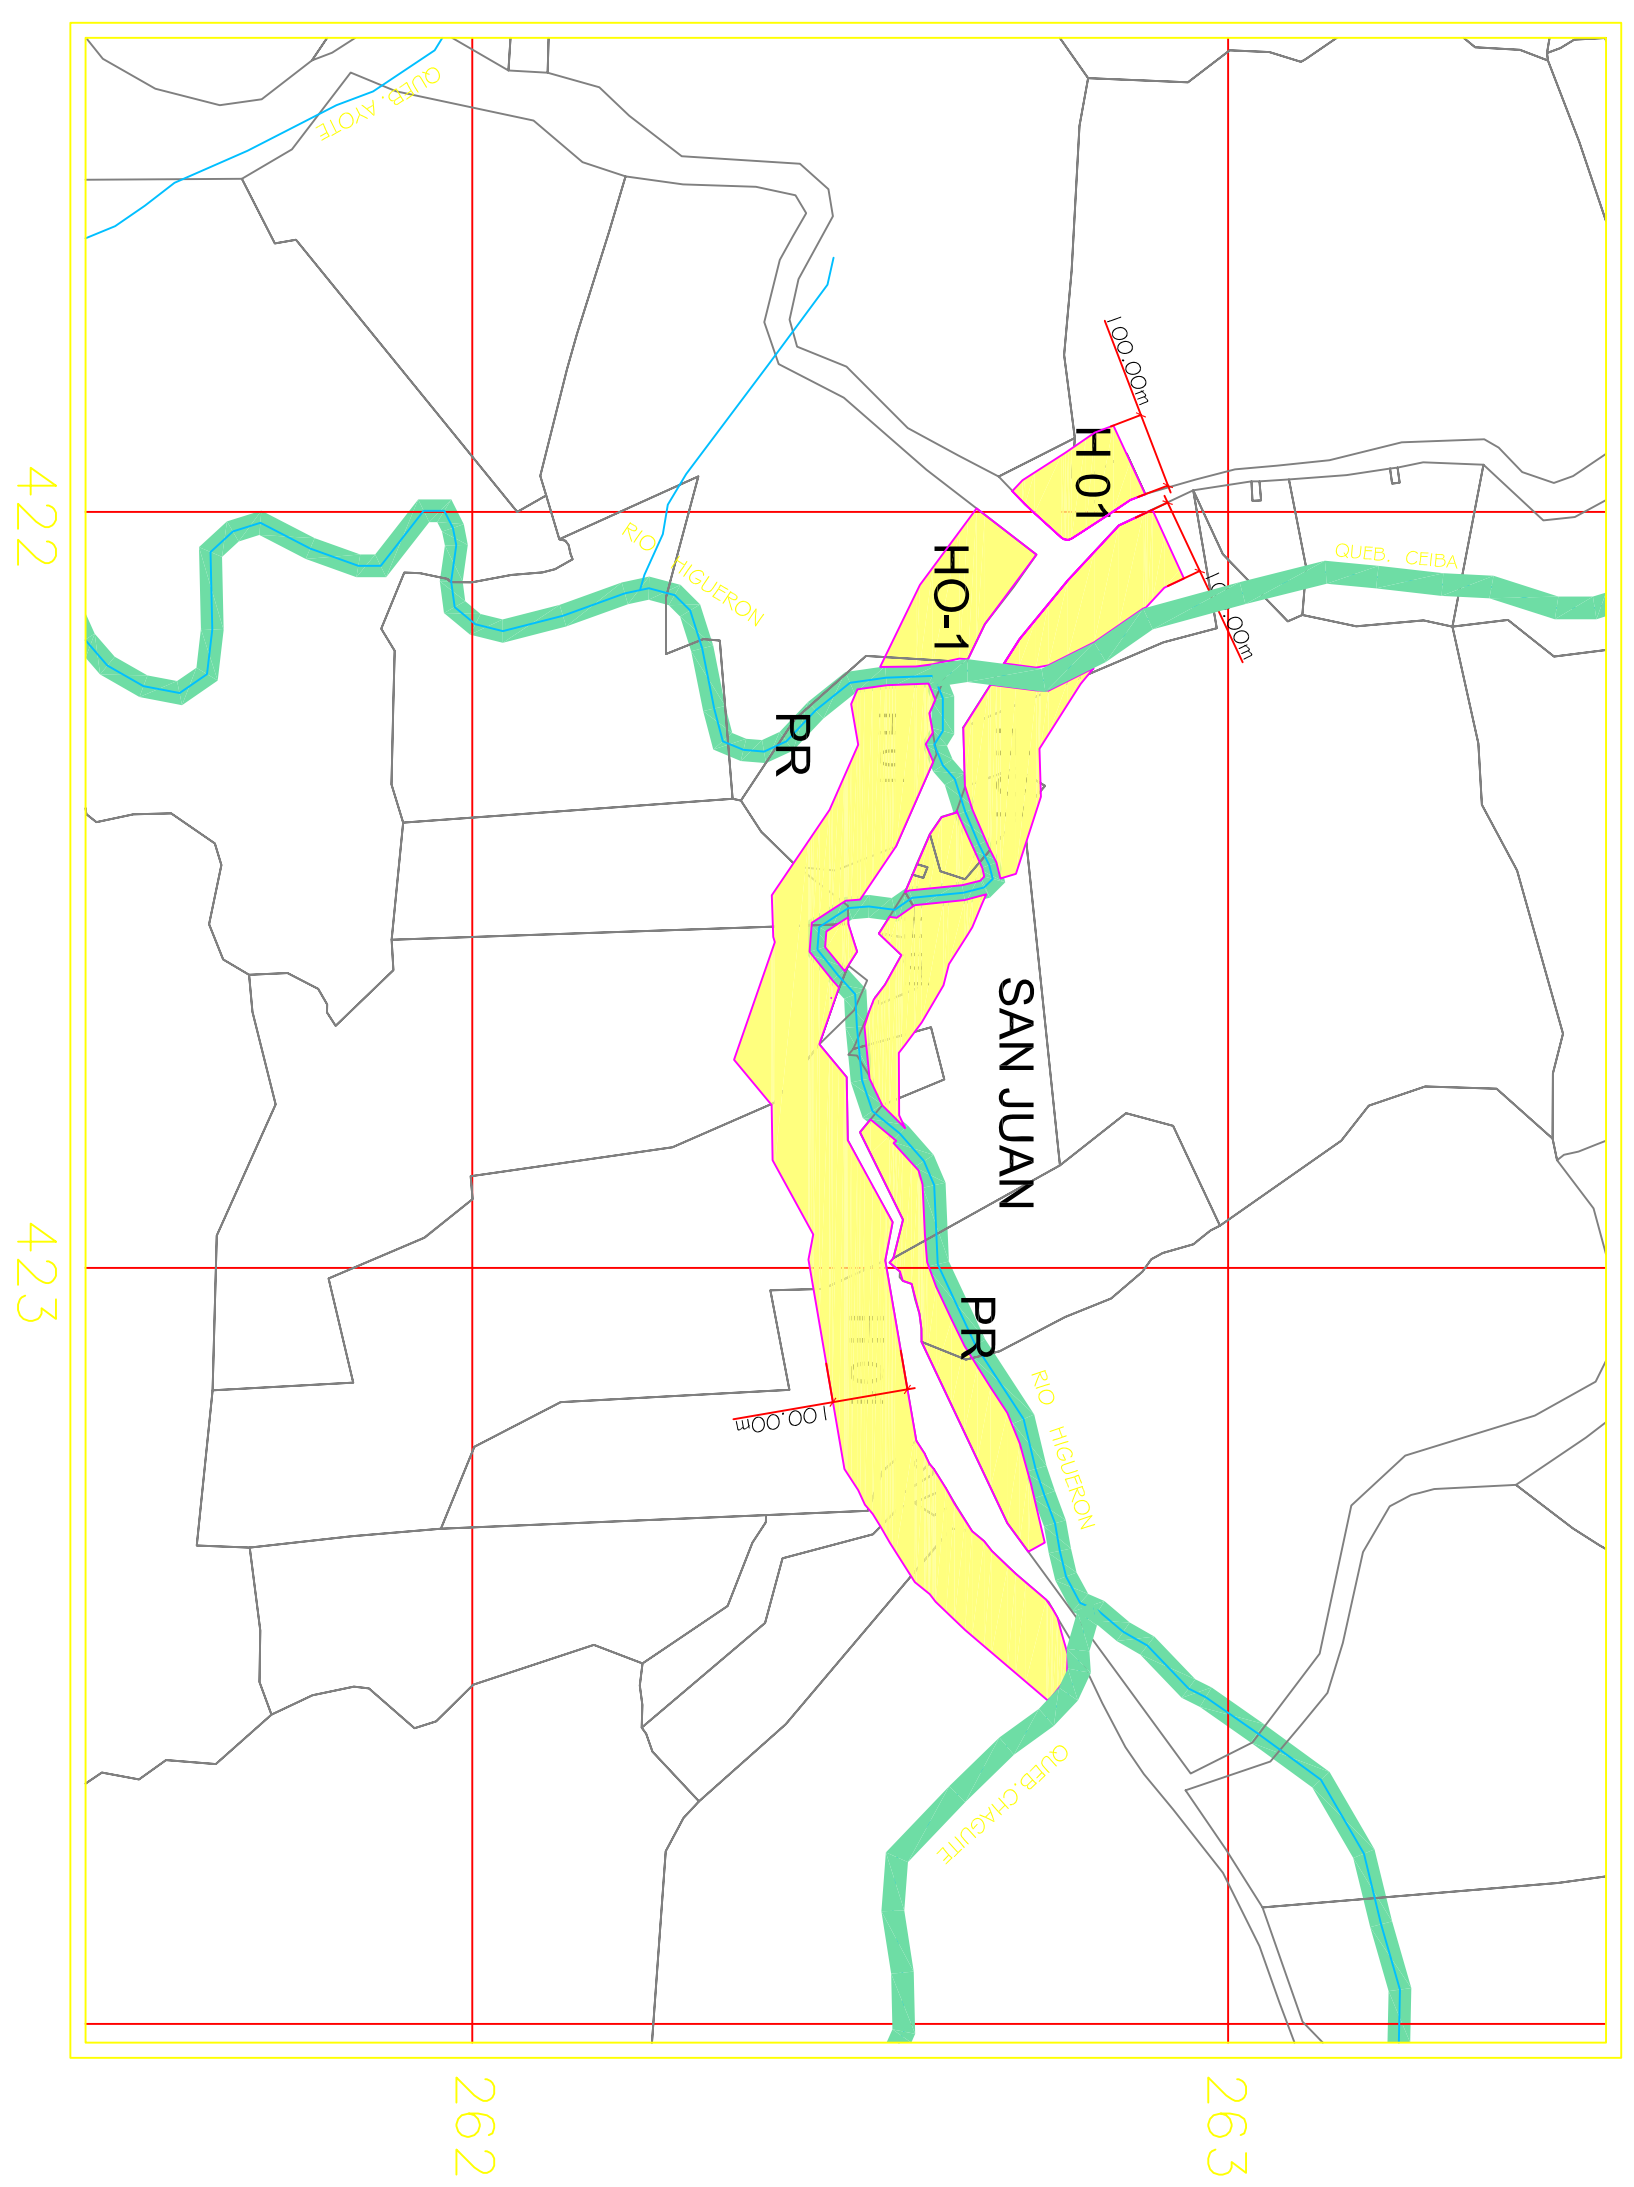 QUEB. AYOTE
100.00m
H 01
422
RIO HIGUERON
HO-1
QUEB. CEIBA
PR
SAN JUAN
423
PR
100.00m
RIO HIGUERON
QUEB.CHAGUITE
262
263